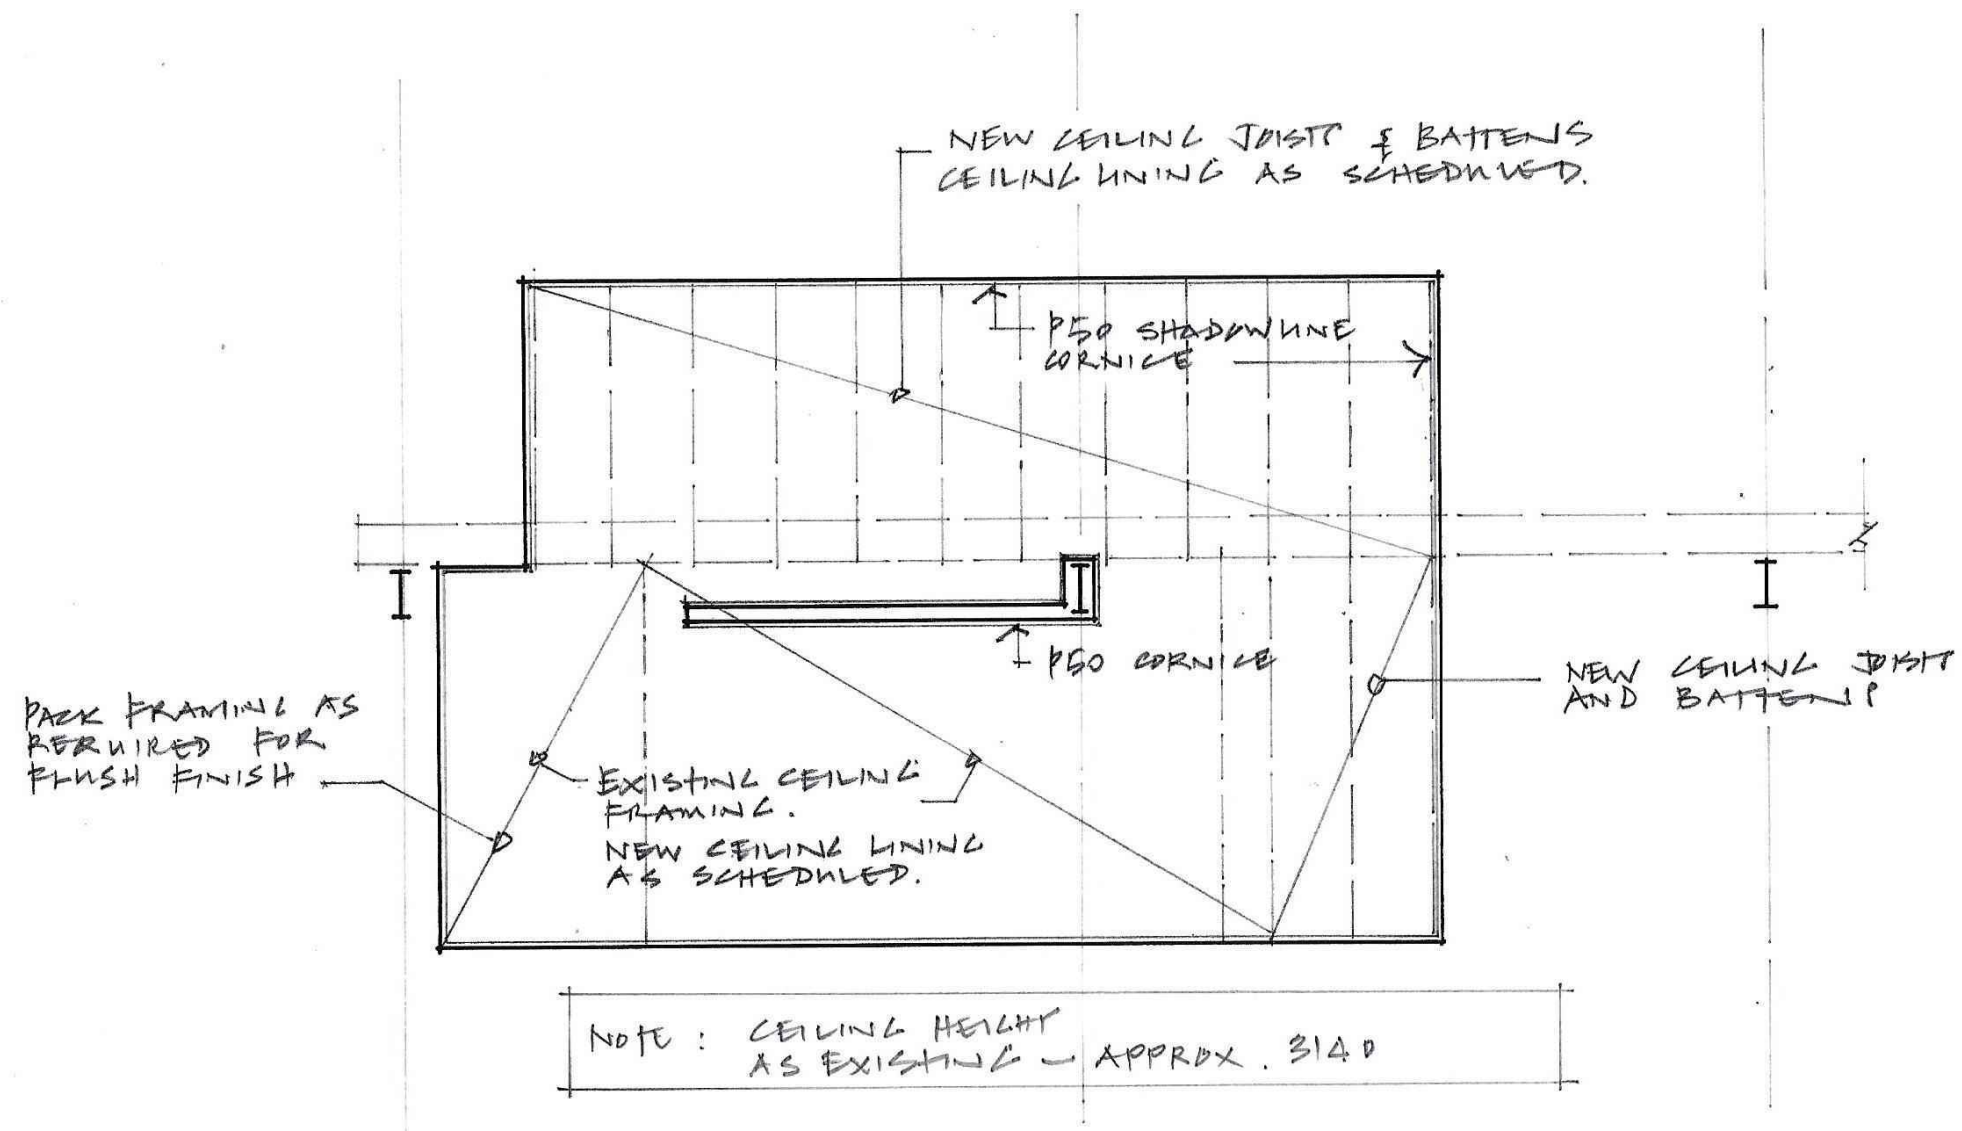 NEW CEILING JOISTS & BATTENS
CEILING LINING AS SCHEDULED.
P50 SHADOWLINE
CORNICE
P50 CORNICE
NEW CEILING JOISTS
AND BATTENS
PACK FRAMING AS
REQUIRED FOR
FLUSH FINISH
EXISTING CEILING
FRAMING.
NEW CEILING LINING
AS SCHEDULED.
NOTE : CEILING HEIGHT
AS EXISTING - APPROX. 3140